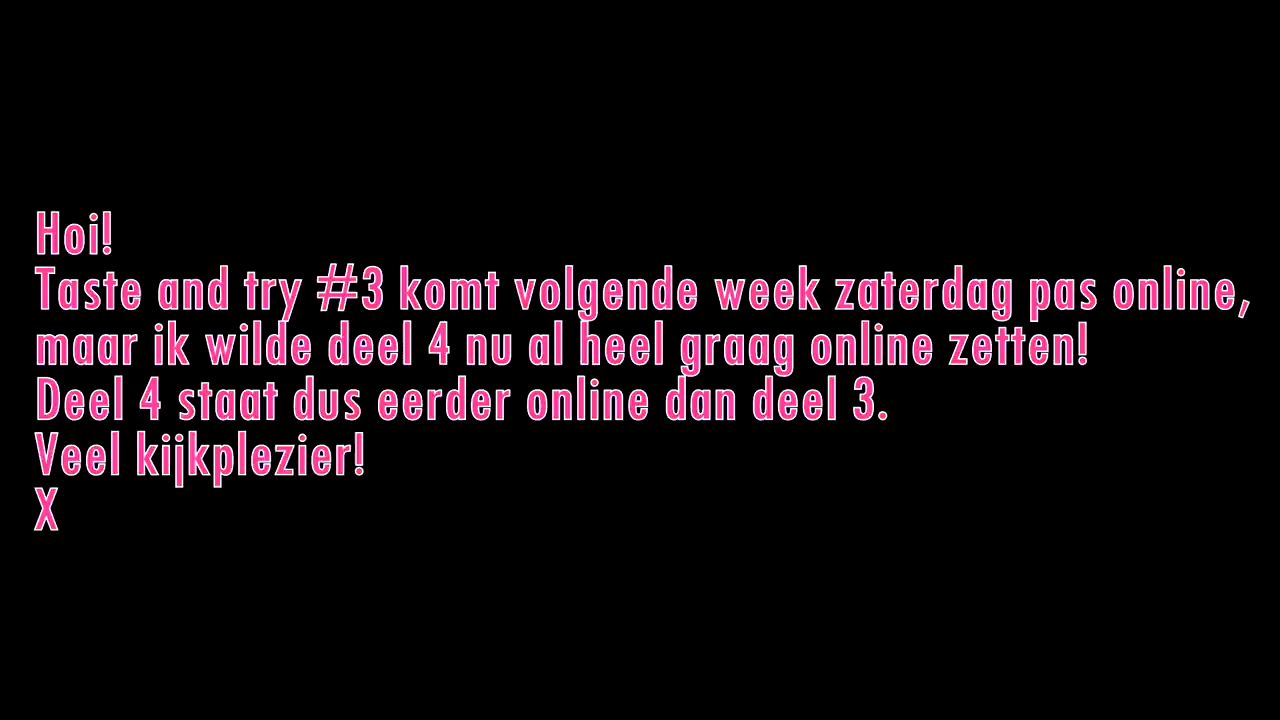 Hoi!
Taste and try #3 komt volgende week zaterdag pas online,
maar ik wilde deel 4 nu al heel graag online zetten!
Deel 4 staat dus eerder online dan deel 3.
Veel kijkplezier!
X